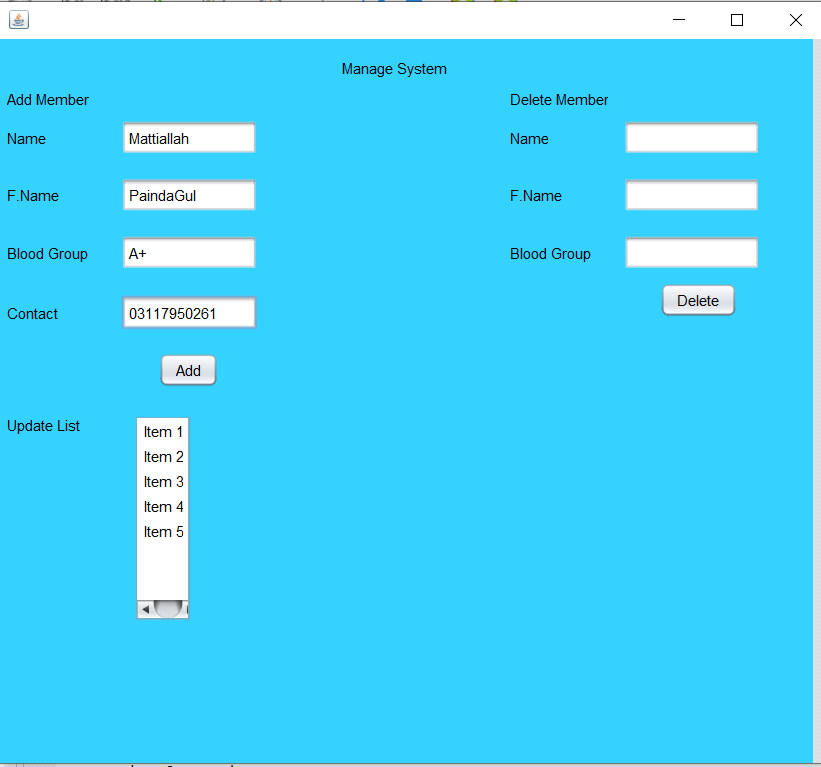 Manage System
Add Member
Delete Member
Name
Mattiallah
Name
F.Name
PaindaGul
F.Name
Blood Group
A+
Blood Group
Delete
Contact
03117950261
Add
Update List
Item 1
Item 2
Item 3
Item 4
Item 5